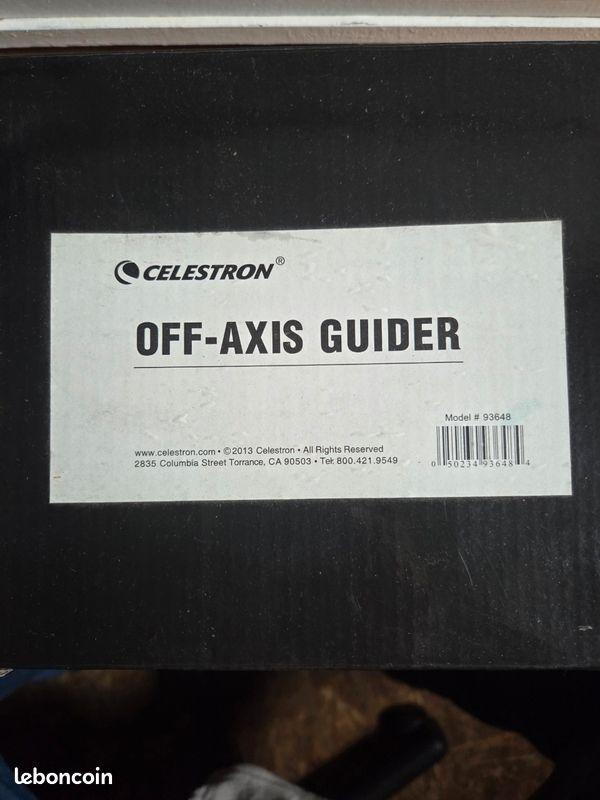 CELESTRON®
OFF-AXIS GUIDER
Model # 93648
www.celestron.com • ©2013 Celestron • All Rights Reserved
2835 Columbia Street Torrance, CA 90503 • Tel: 800.421.9549
0 50234 93648 4
leboncoin